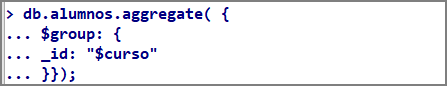 > db.alumnos.aggregate( {
... $group: {
... _id: "$curso"
... }});